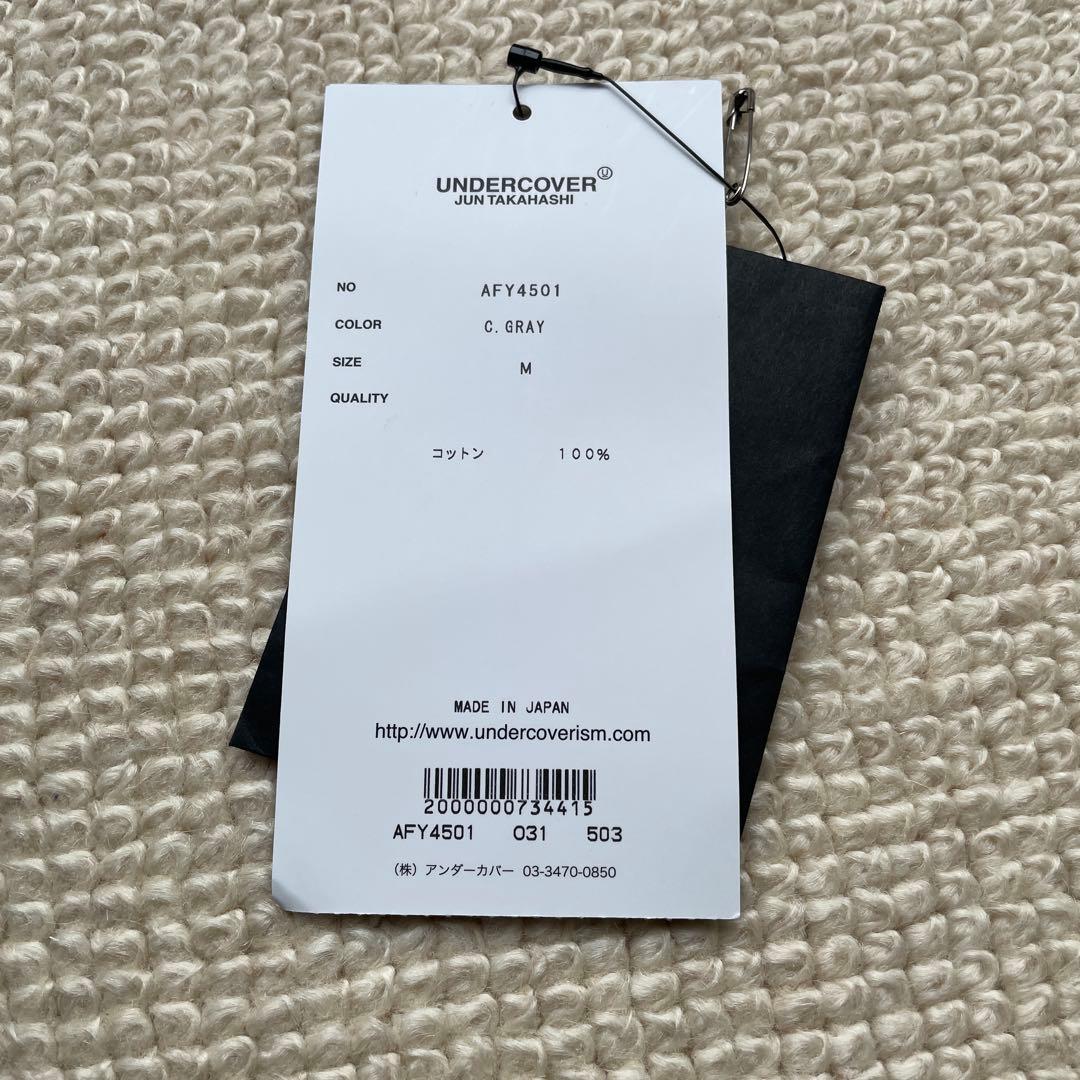 UNDERCOVER Ⓤ
JUN TAKAHASHI
NO AFY4501
COLOR C.GRAY
SIZE M
QUALITY
コットン 100%
MADE IN JAPAN
http://www.undercoverism.com
2000000734415
AFY4501 031 503
(株) アンダーカバー 03-3470-0850